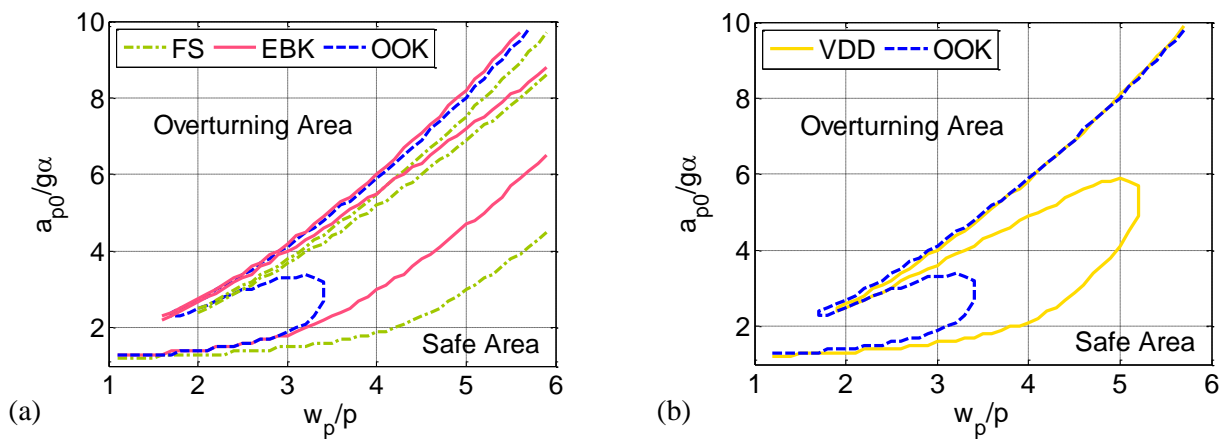 FS EBK OOK
Overturning Area
Safe Area
10
8
6
4
2
1 2 3 4 5 6
a_p0/gα
w_p/p
(a)
VDD OOK
Overturning Area
Safe Area
10
8
6
4
2
1 2 3 4 5 6
a_p0/gα
w_p/p
(b)